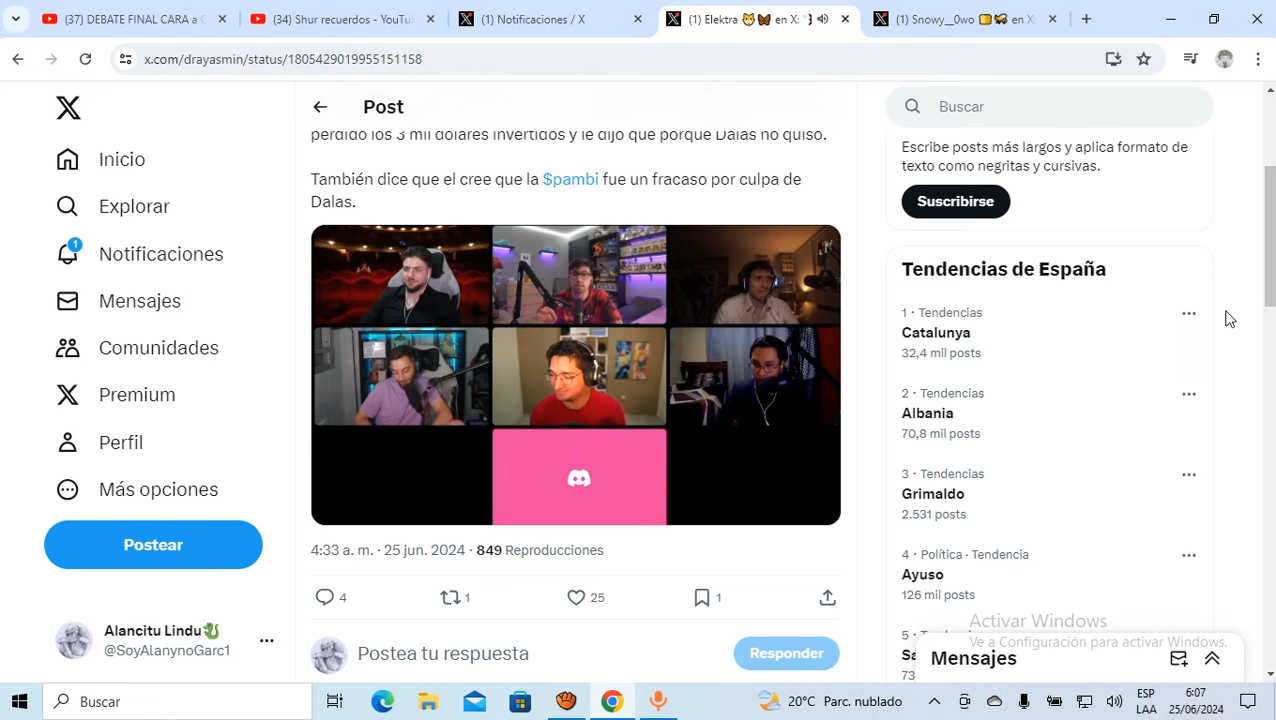 (37) DEBATE FINAL CARA a
(34) Shur recuerdos - YouTu
(1) Notificaciones / X
(1) Elektra 🐱🦋 en X: "
(1) Snowy__0wo
en X
x.com/drayasmin/status/1805429019955151158
Inicio
Explorar
1
Notificaciones
Mensajes
Comunidades
Premium
Perfil
Más opciones
Postear
Alancitu Lindu🐉
@SoyAlanynoGarc1
Post
perdido los 3 mil dólares invertidos y le dijo que porque Dalas no quiso.
También dice que el cree que la $pambi fue un fracaso por culpa de
Dalas.
4:33 a. m. · 25 jun. 2024 · 849 Reproducciones
4
1
25
1
Postea tu respuesta
Responder
Buscar
Escribe posts más largos y aplica formato de
texto como negritas y cursivas.
Suscribirse
Tendencias de España
1 · Tendencias
Catalunya
32,4 mil posts
2 · Tendencias
Albania
70,8 mil posts
3 · Tendencias
Grimaldo
2.531 posts
4 · Política · Tendencia
Ayuso
126 mil posts
Activar Windows
Ve a Configuración para activar Windows.
Mensajes
Buscar
20°C Parc. nublado
ESP
LAA
6:07
25/06/2024